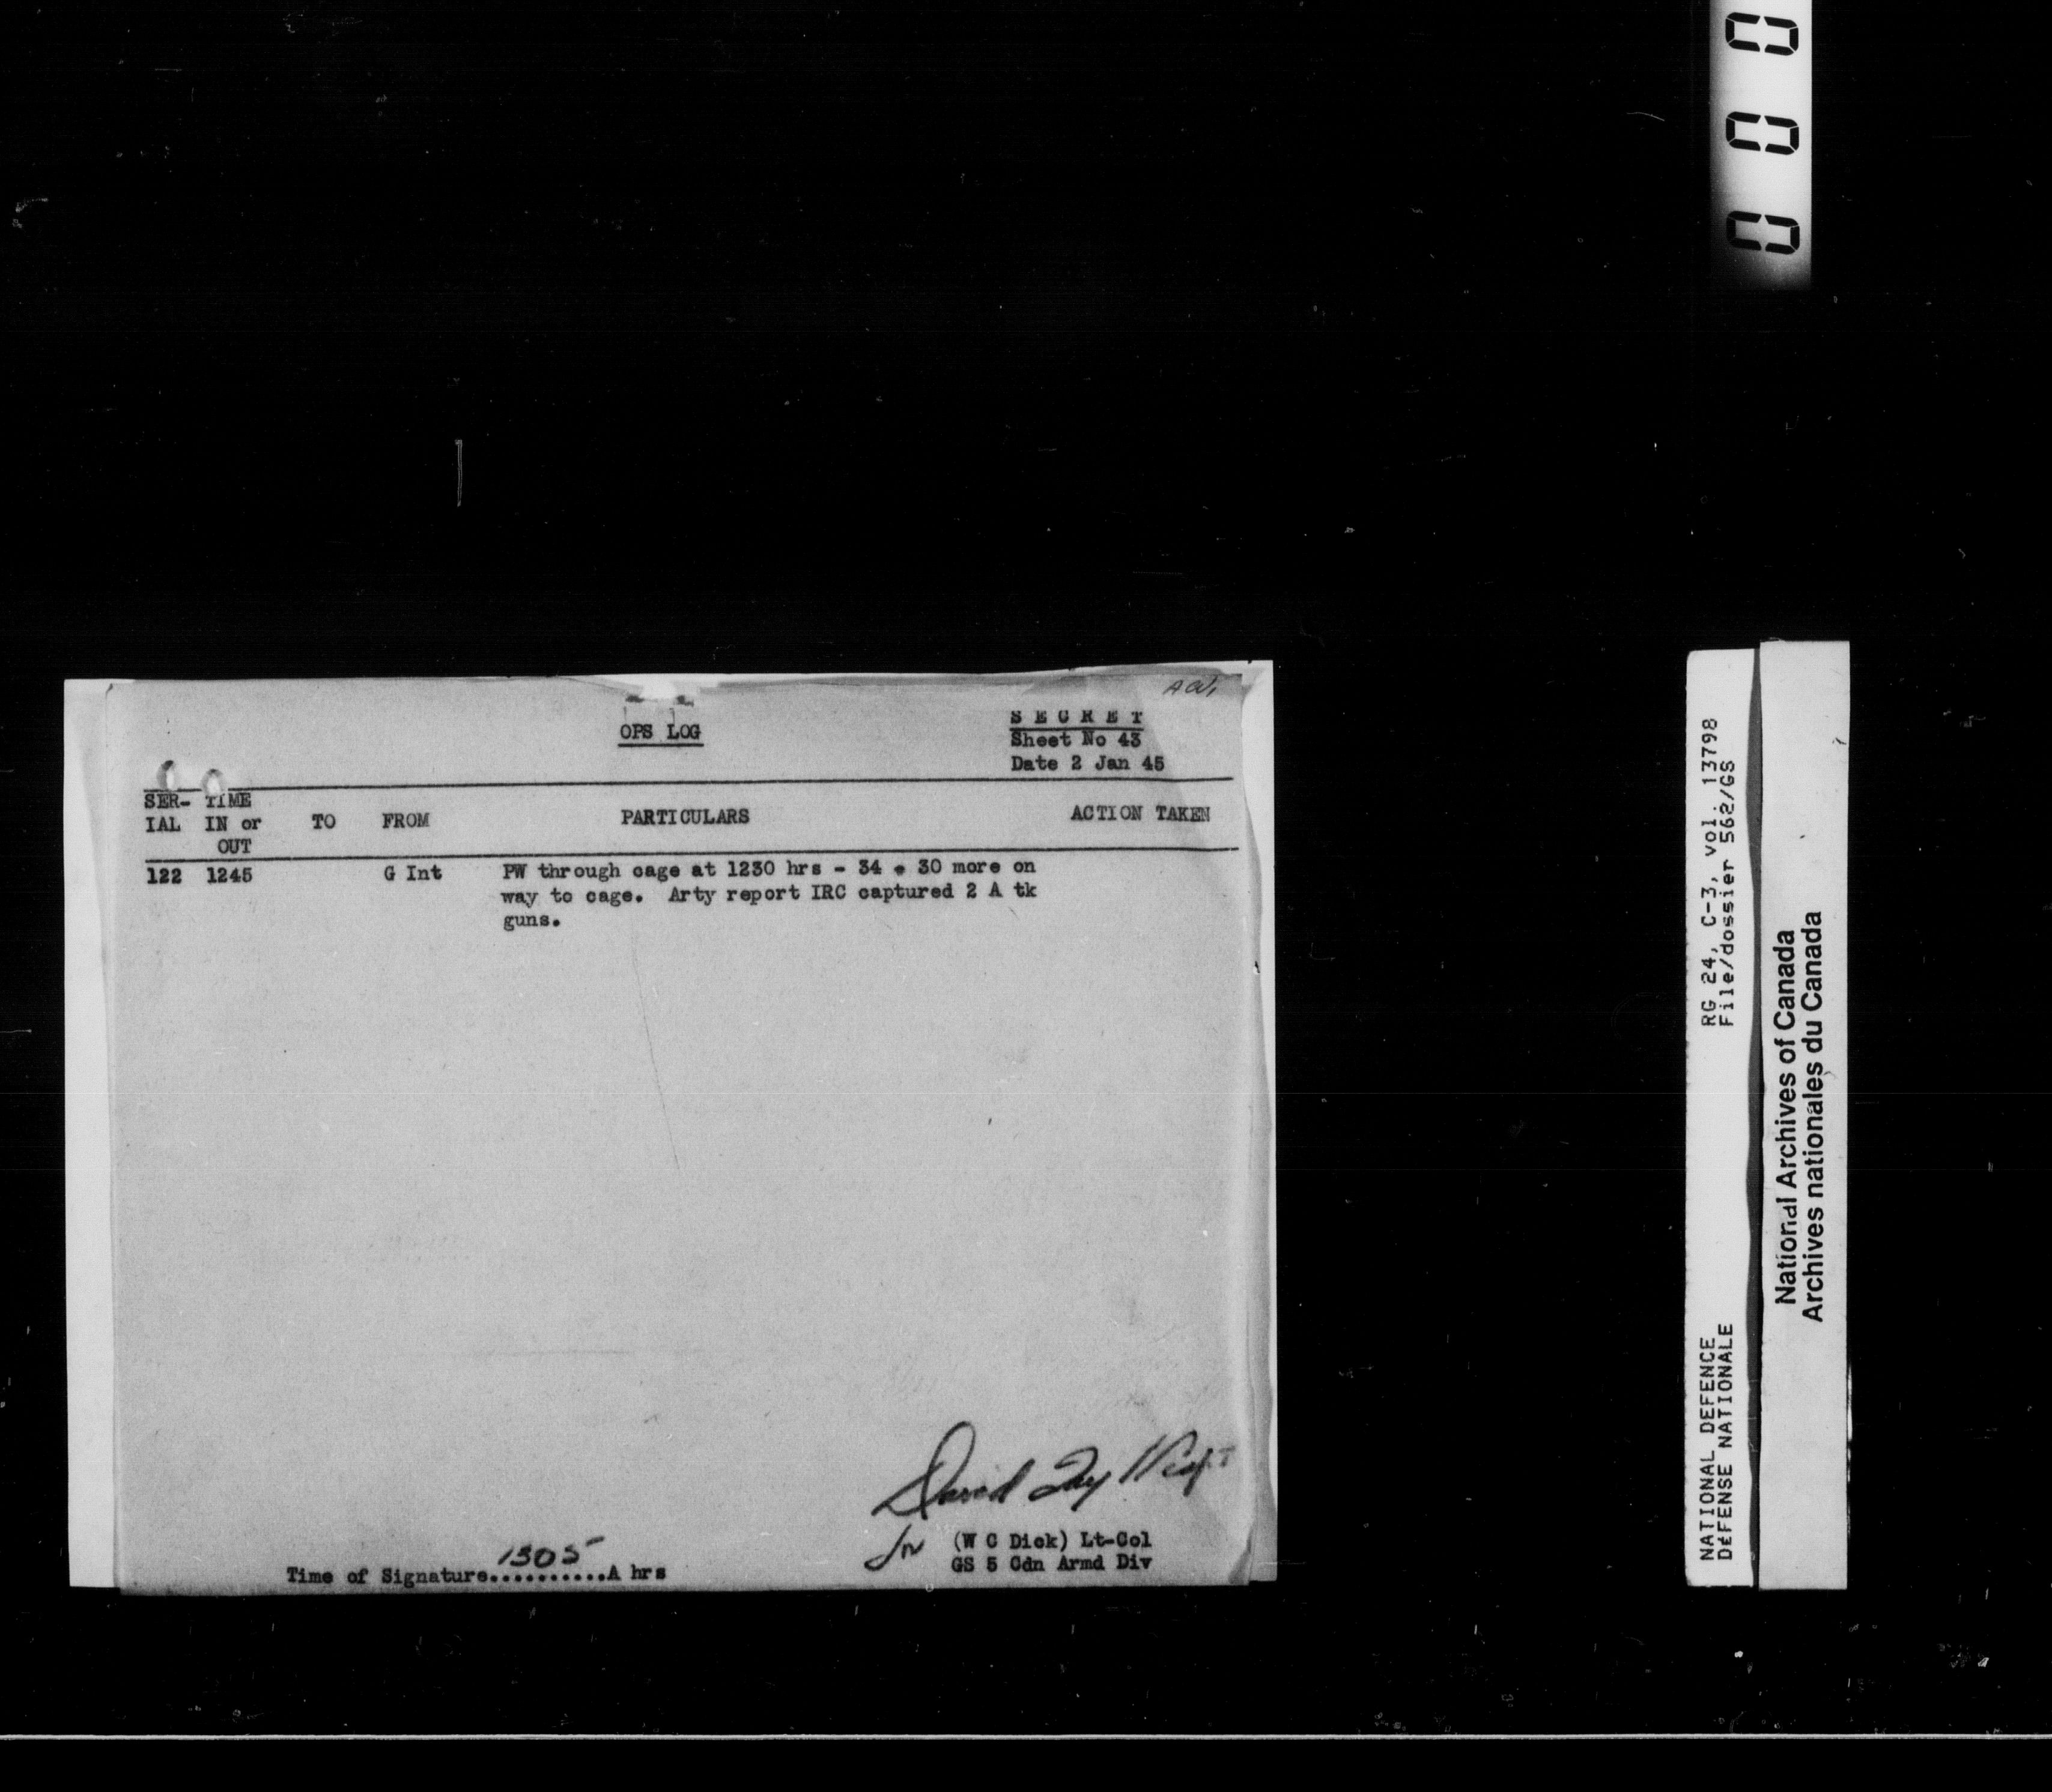 000
OPS LOG
S E C R E T
Sheet No 43
Date 2 Jan 45
SER- TIME
IAL IN or TO FROM PARTICULARS ACTION TAKEN
OUT
122 1245 G Int PW through cage at 1230 hrs - 34 . 30 more on
way to cage. Arty report IRC captured 2 A tk
guns.
David
for (W C Dick) Lt-Col
GS 5 Cdn Armd Div
Time of Signature...1305...A hrs
NATIONAL DEFENCE RG 24, C-3, vol. 13798
DÉFENSE NATIONALE File/dossier 562/GS
National Archives of Canada
Archives nationales du Canada